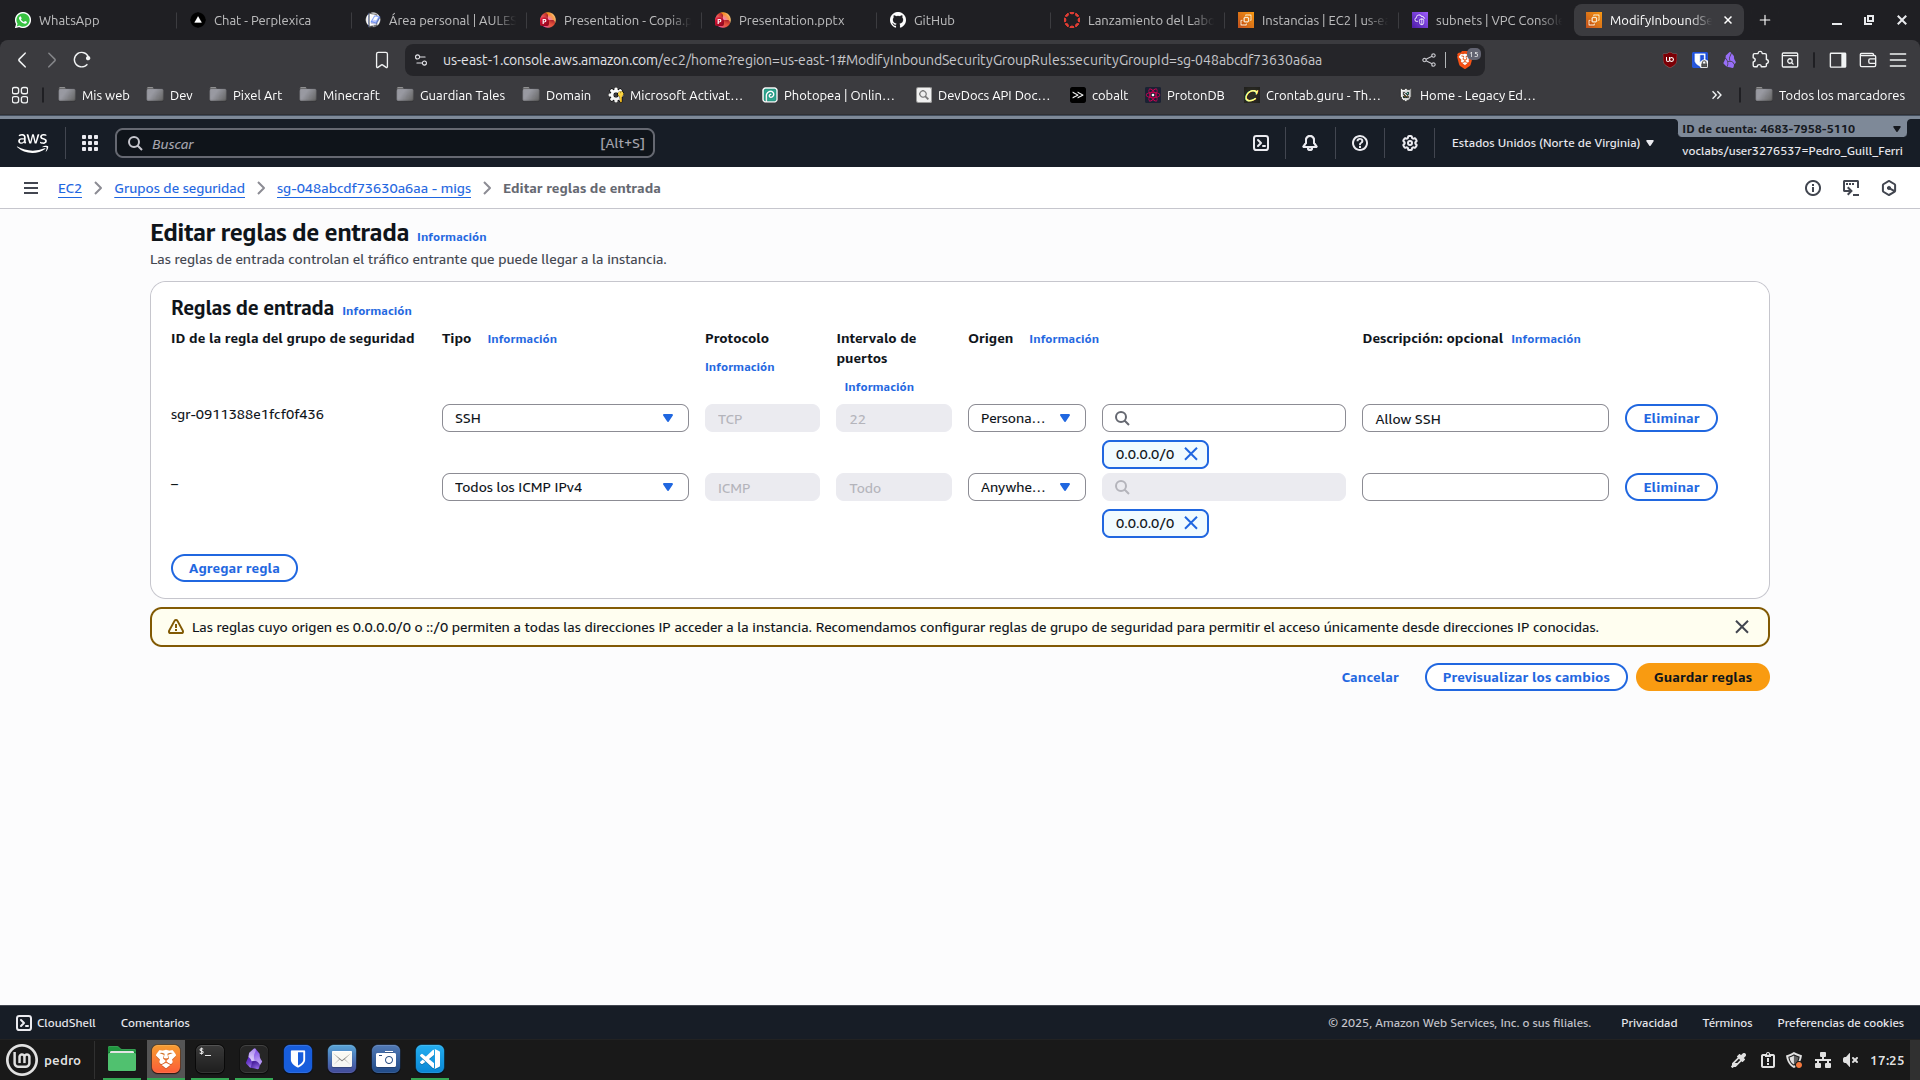 WhatsApp
Chat - Perplexica
Área personal | AULES
Presentation - Copia.p
Presentation.pptx
GitHub
Lanzamiento del Labo
Instancias | EC2 | us-e
subnets | VPC Consol
ModifyInboundSe
us-east-1.console.aws.amazon.com/ec2/home?region=us-east-1#ModifyInboundSecurityGroupRules:securityGroupId=sg-048abcdf73630a6aa
15
Mis web
Dev
Pixel Art
Minecraft
Guardian Tales
Domain
Microsoft Activat...
Photopea | Onlin...
DevDocs API Doc...
cobalt
ProtonDB
Crontab.guru - Th...
Home - Legacy Ed...
Todos los marcadores
aws
Buscar
[Alt+S]
Estados Unidos (Norte de Virginia)
ID de cuenta: 4683-7958-5110
voclabs/user3276537=Pedro_Guill_Ferri
EC2
Grupos de seguridad
sg-048abcdf73630a6aa - migs
Editar reglas de entrada
Editar reglas de entrada Información
Las reglas de entrada controlan el tráfico entrante que puede llegar a la instancia.
Reglas de entrada Información
ID de la regla del grupo de seguridad
Tipo Información
Protocolo
Información
Intervalo de
puertos
Información
Origen Información
Descripción: opcional Información
sgr-0911388e1fcf0f436
SSH
TCP
22
Persona...
Allow SSH
Eliminar
0.0.0.0/0
–
Todos los ICMP IPv4
ICMP
Todo
Anywhe...
Eliminar
0.0.0.0/0
Agregar regla
Las reglas cuyo origen es 0.0.0.0/0 o ::/0 permiten a todas las direcciones IP acceder a la instancia. Recomendamos configurar reglas de grupo de seguridad para permitir el acceso únicamente desde direcciones IP conocidas.
Cancelar
Previsualizar los cambios
Guardar reglas
CloudShell
Comentarios
© 2025, Amazon Web Services, Inc. o sus filiales.
Privacidad
Términos
Preferencias de cookies
pedro
17:25